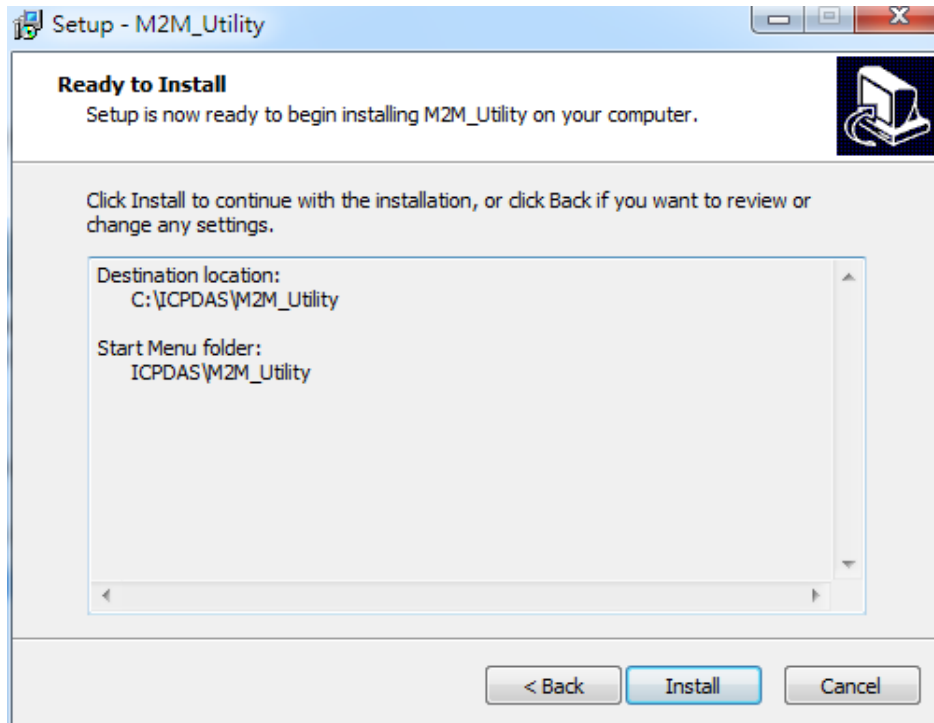 Setup - M2M_Utility
Ready to Install
Setup is now ready to begin installing M2M_Utility on your computer.
Click Install to continue with the installation, or click Back if you want to review or
change any settings.
Destination location:
C:\ICPDAS\M2M_Utility
Start Menu folder:
ICPDAS\M2M_Utility
< Back
Install
Cancel